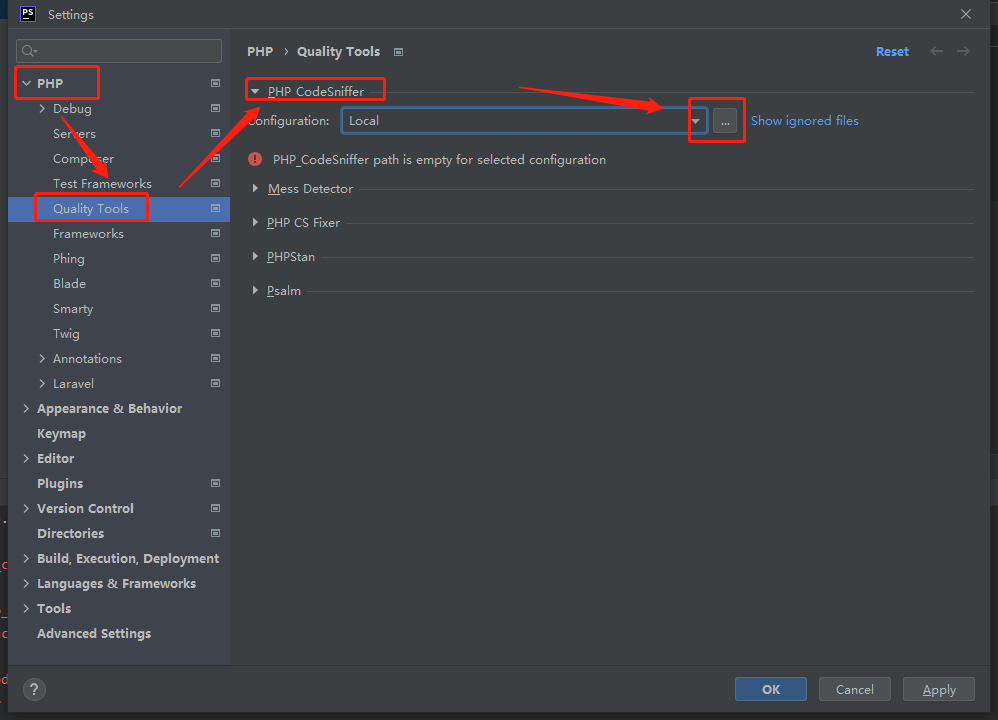 PS Settings
PHP › Quality Tools
Reset
PHP
Debug
Servers
Composer
Test Frameworks
Quality Tools
Frameworks
Phing
Blade
Smarty
Twig
Annotations
Laravel
Appearance & Behavior
Keymap
Editor
Plugins
Version Control
Directories
Build, Execution, Deployment
Languages & Frameworks
Tools
Advanced Settings
PHP_CodeSniffer
Configuration: Local ... Show ignored files
PHP_CodeSniffer path is empty for selected configuration
Mess Detector
PHP CS Fixer
PHPStan
Psalm
?
OK Cancel Apply